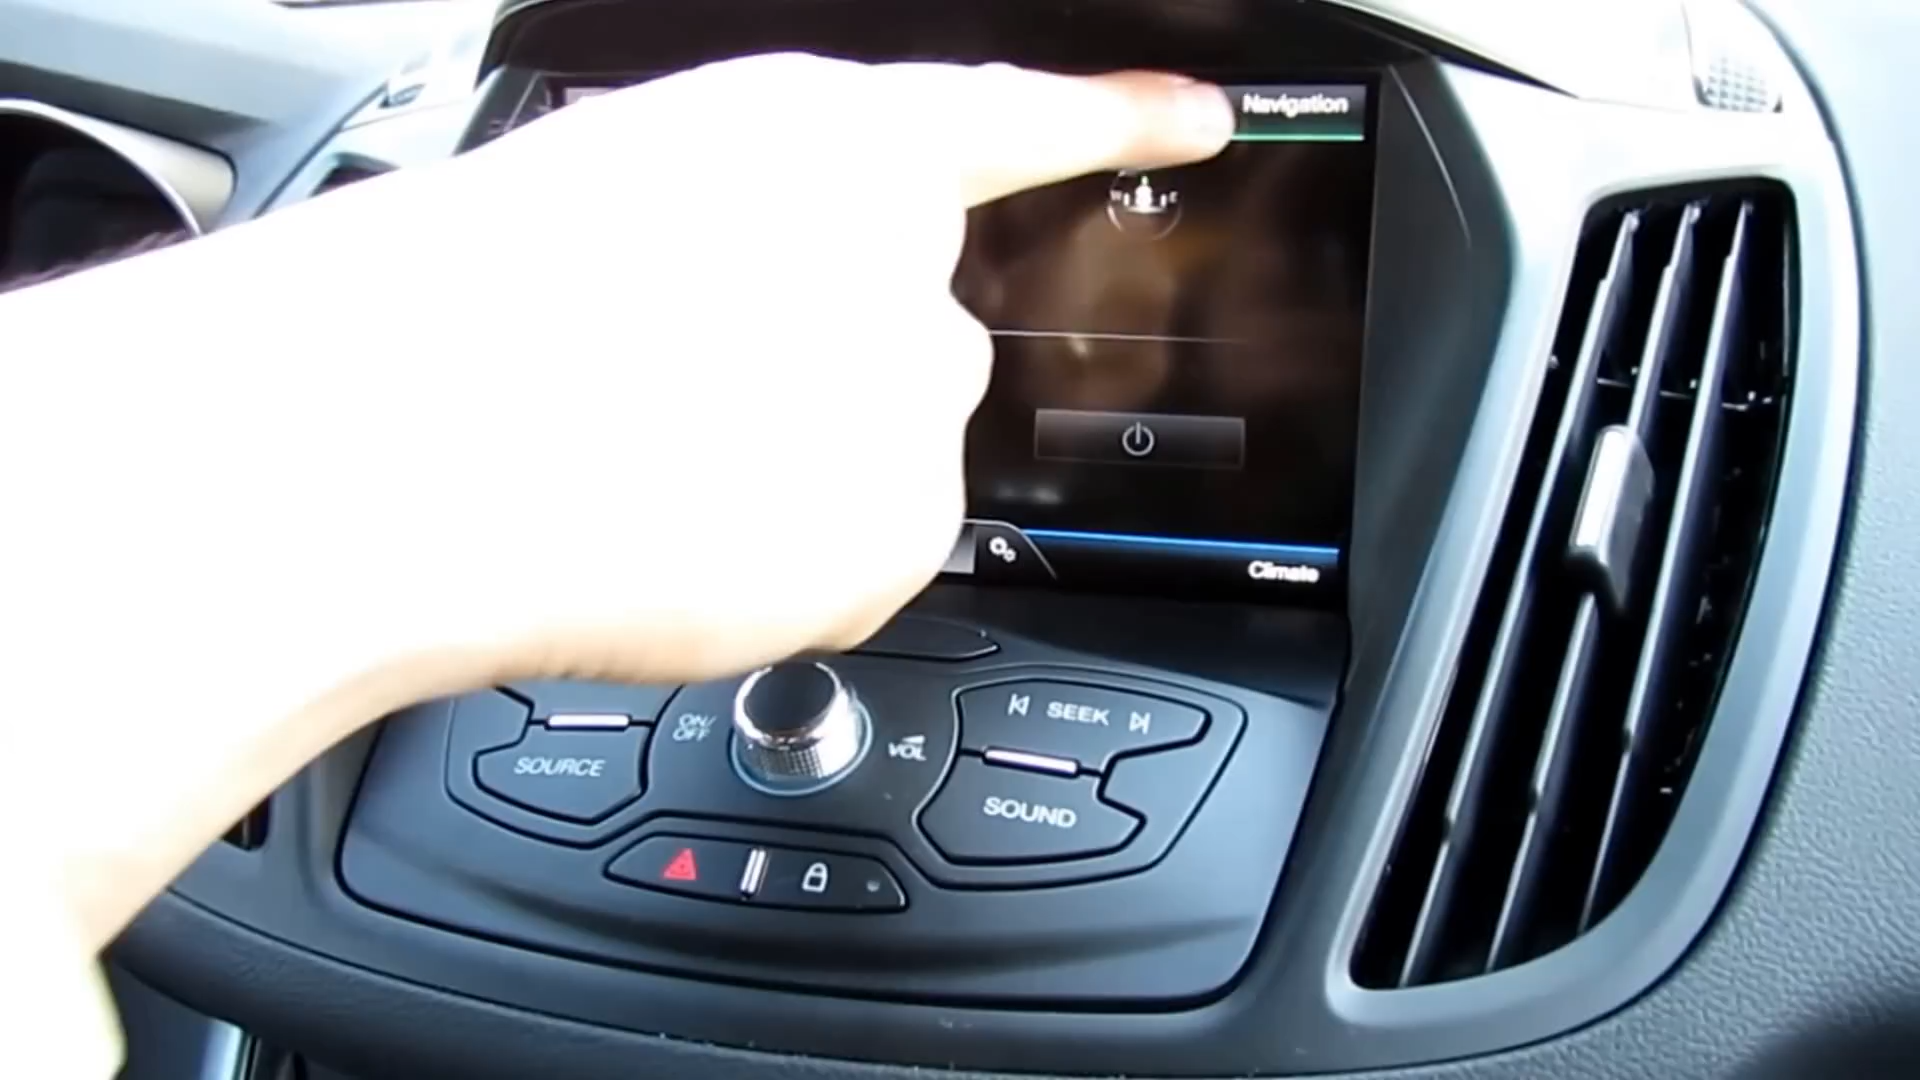 Navigation
W E
Climate
ON/
OFF
VOL
SEEK
SOURCE
SOUND